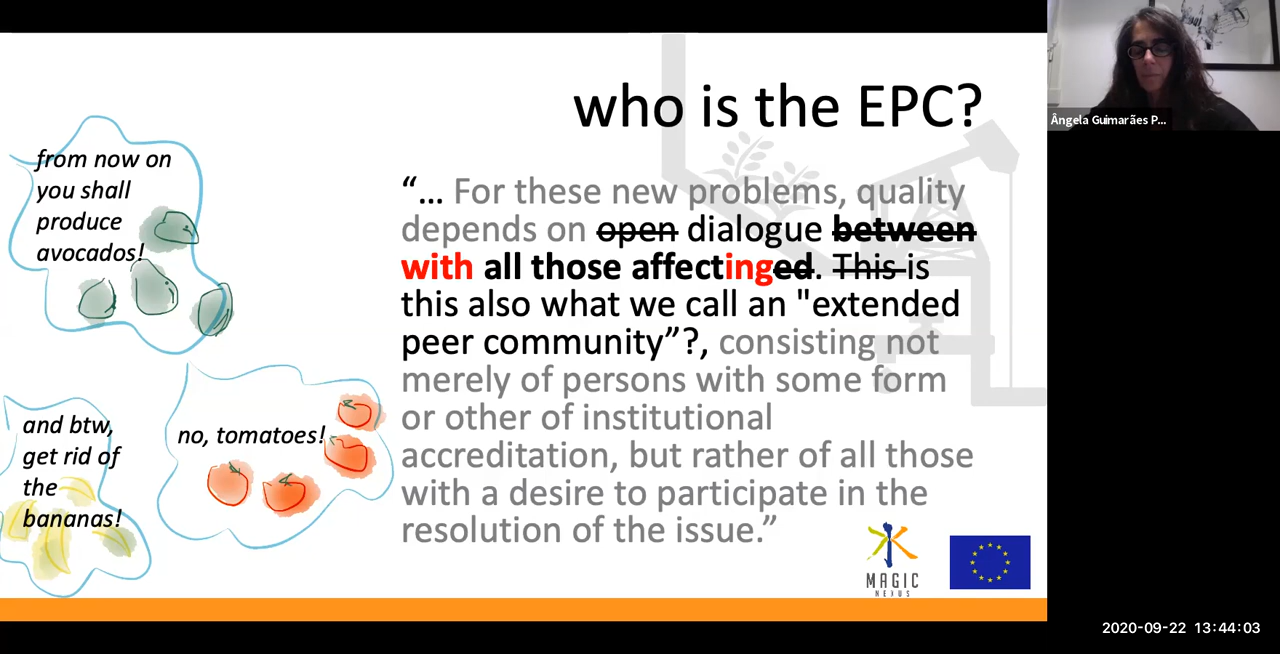 who is the EPC?
from now on
you shall
produce
avocados!
and btw,
get rid of
the
bananas!
no, tomatoes!
“... For these new problems, quality
depends on open dialogue between
with all those affectinged. This is
this also what we call an "extended
peer community”?, consisting not
merely of persons with some form
or other of institutional
accreditation, but rather of all those
with a desire to participate in the
resolution of the issue.”
MAGIC
NEXUS
Ângela Guimarães P...
2020-09-22 13:44:03